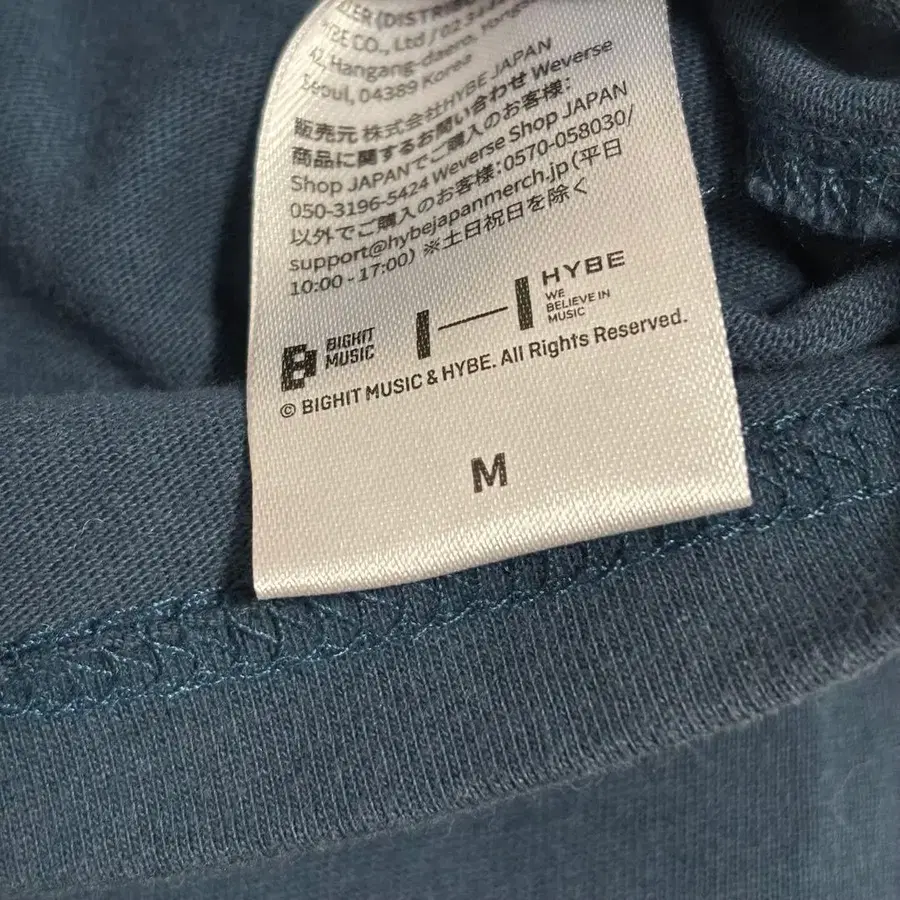 CO., Ltd / 02
42, Hangang-daero,
Seoul, 04389 Korea
販売元 株式会社HYBE JAPAN
商品に関するお問い合わせ Weverse
Shop JAPANでご購入のお客様:
050-3196-5424 Weverse Shop JAPAN
以外でご購入のお客様:0570-058030/
support@hybejapanmerch.jp (平日
10:00 - 17:00) ※土日祝日を除く
BIGHIT
MUSIC
HYBE
WE
BELIEVE IN
MUSIC
© BIGHIT MUSIC & HYBE. All Rights Reserved.
M